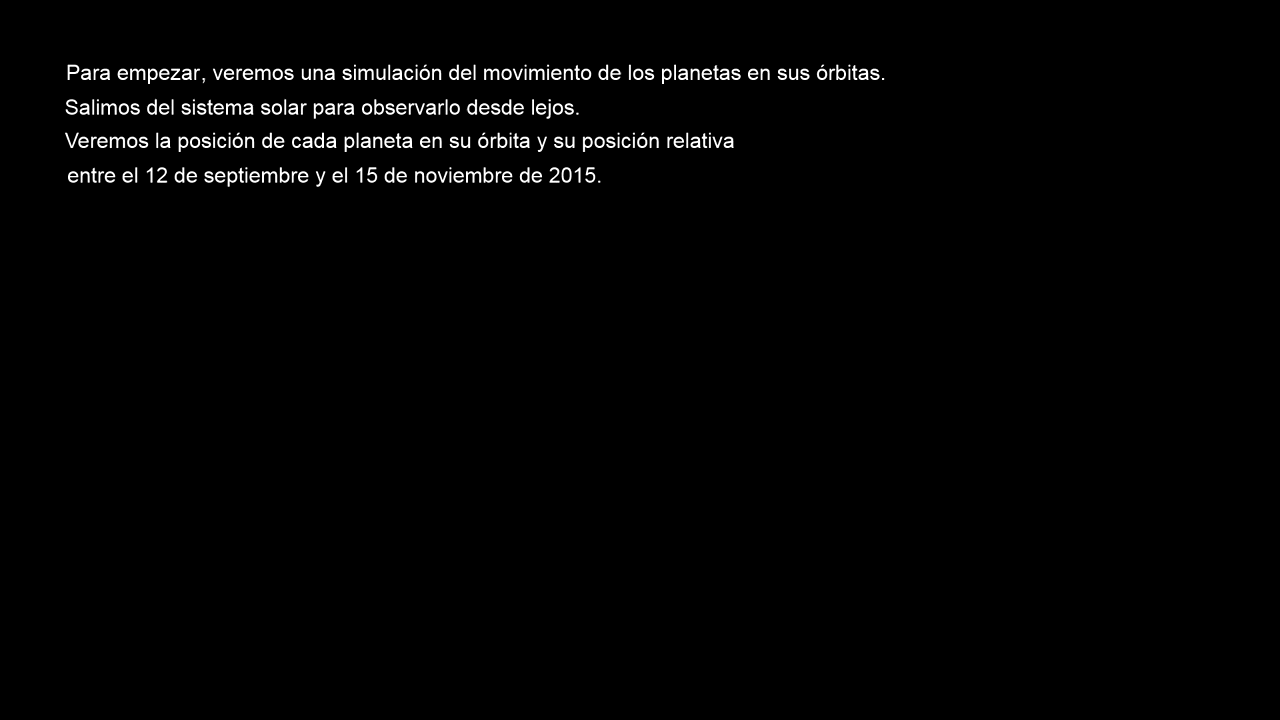 Para empezar, veremos una simulación del movimiento de los planetas en sus órbitas.
Salimos del sistema solar para observarlo desde lejos.
Veremos la posición de cada planeta en su órbita y su posición relativa
entre el 12 de septiembre y el 15 de noviembre de 2015.